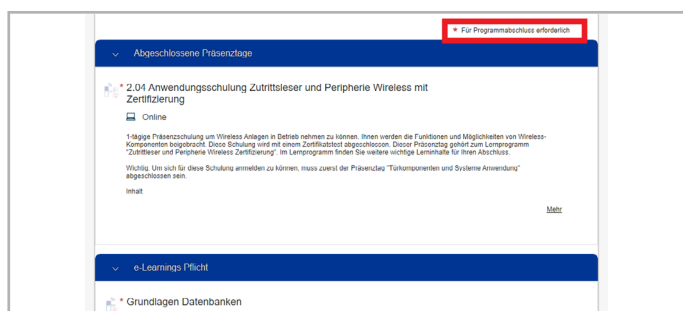 * Für Programmabschluss erforderlich
Abgeschlossene Präsenztage
* 2.04 Anwendungsschulung Zutrittsleser und Peripherie Wireless mit
Zertifizierung
Online
1-tägige Präsenzschulung um Wireless Anlagen in Betrieb nehmen zu können. Ihnen werden die Funktionen und Möglichkeiten von Wireless-
Komponenten beigebracht. Diese Schulung wird mit einem Zertifikatstest abgeschlossen. Dieser Präsenztag gehört zum Lernprogramm
"Zutrittleser und Peripherie Wireless Zertifizierung". Im Lernprogramm finden Sie weitere wichtige Lerninhalte für Ihren Abschluss.
Wichtig: Um sich für diese Schulung anmelden zu können, muss zuerst der Präsenztag "Türkomponenten und Systeme Anwendung"
abgeschlossen sein.
Inhalt
Mehr
e-Learnings Pflicht
* Grundlagen Datenbanken